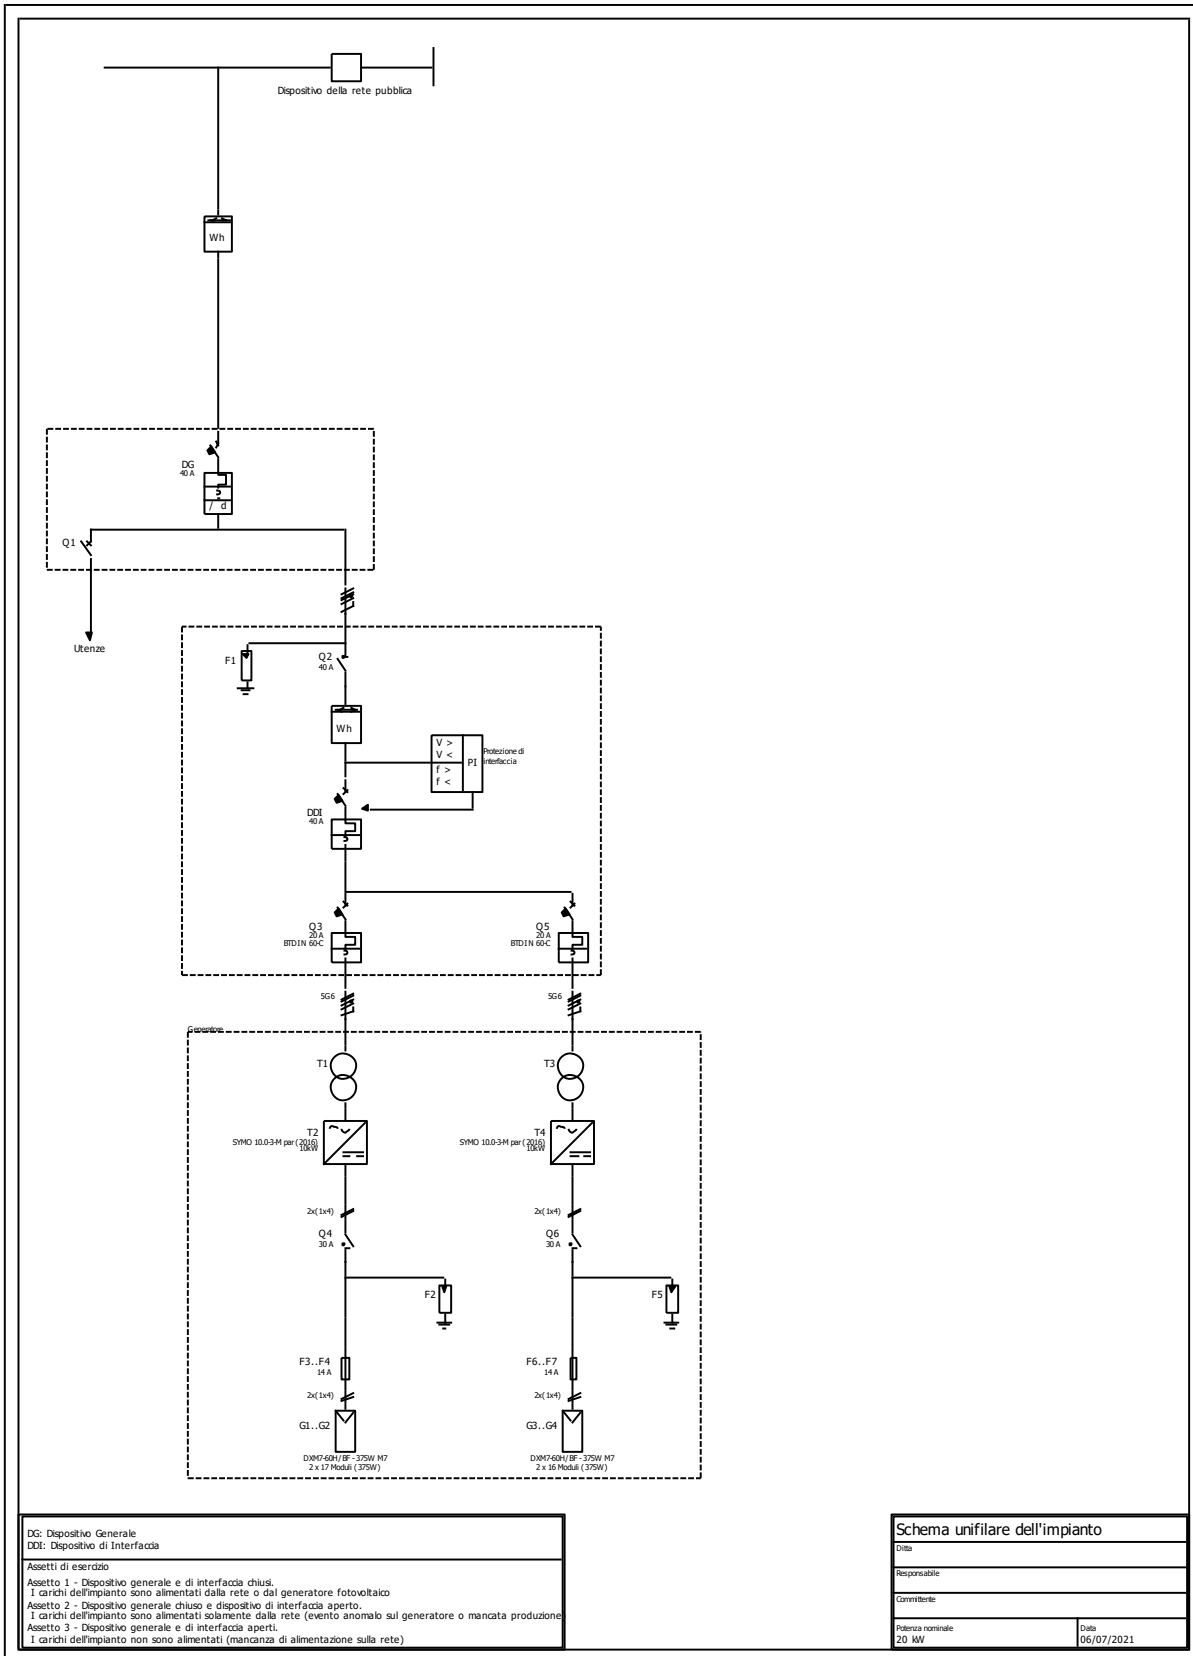 Dispositivo della rete pubblica
Wh
DG
40 A
/ d
Q1
Utenze
F1
Q2
40 A
Wh
V >
V <
f >
f <
PI
Protezione di
interfaccia
DDI
40 A
Q3
20 A
BTDIN 60-C
Q5
20 A
BTDIN 60-C
5G6
5G6
Generatore
T1
T3
T2
SYMO 10.0-3-M par (2016)
10kW
T4
SYMO 10.0-3-M par (2016)
10kW
2x(1x4)
2x(1x4)
Q4
30 A
Q6
30 A
F2
F5
F3..F4
14 A
F6..F7
14 A
2x(1x4)
2x(1x4)
G1..G2
G3..G4
DXM7-60H/BF - 375W M7
2 x 17 Moduli (375W)
DXM7-60H/BF - 375W M7
2 x 16 Moduli (375W)
DG: Dispositivo Generale
DDI: Dispositivo di Interfaccia
Assetti di esercizio
Assetto 1 - Dispositivo generale e di interfaccia chiusi.
I carichi dell'impianto sono alimentati dalla rete o dal generatore fotovoltaico
Assetto 2 - Dispositivo generale chiuso e dispositivo di interfaccia aperto.
I carichi dell'impianto sono alimentati solamente dalla rete (evento anomalo sul generatore o mancata produzione
Assetto 3 - Dispositivo generale e di interfaccia aperti.
I carichi dell'impianto non sono alimentati (mancanza di alimentazione sulla rete)
Schema unifilare dell'impianto
Ditta
Responsabile
Committente
Potenza nominale
20 kW
Data
06/07/2021